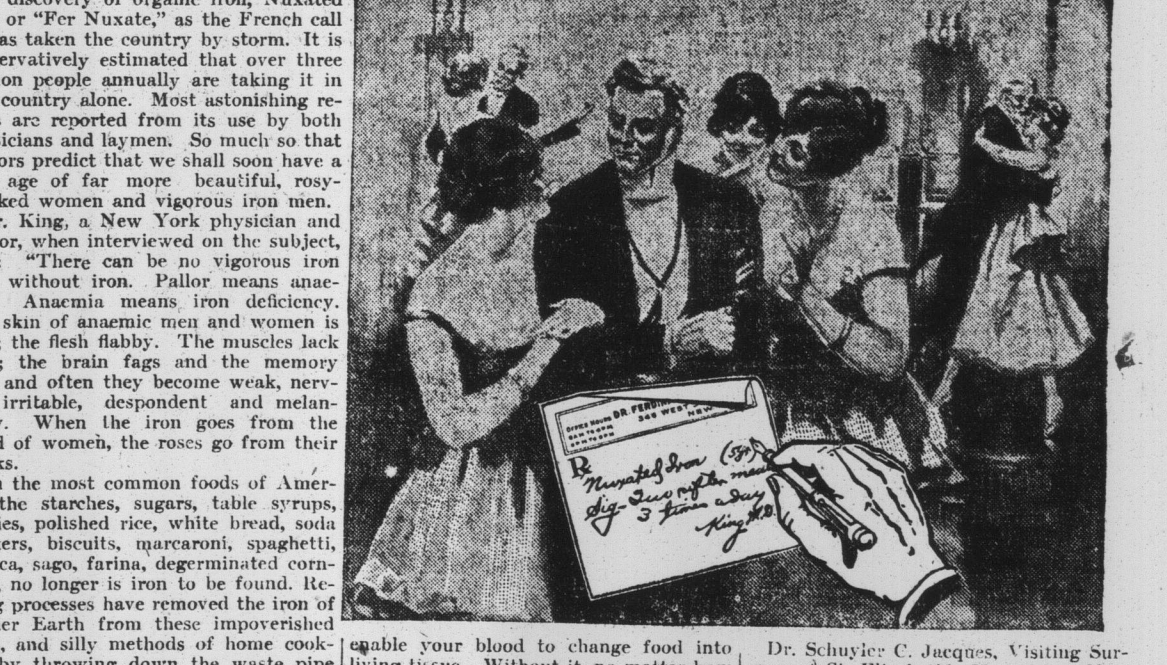 discovery of organic iron, Nuxated
or "Fer Nuxate," as the French call
as taken the country by storm. It is
ervatively estimated that over three
on people annually are taking it in
country alone. Most astonishing re-
are reported from its use by both
sicians and laymen. So much so that
ors predict that we shall soon have a
age of far more beautiful, rosy-
ked women and vigorous iron men.
r. King, a New York physician and
or, when interviewed on the subject,
"There can be no vigorous iron
without iron. Pallor means anae-
Anaemia means iron deficiency.
skin of anaemic men and women is
the flesh flabby. The muscles lack
; the brain fags and the memory
and often they become weak, nerv-
irritable, despondent and melan-
y. When the iron goes from the
d of women, the roses go from their
ks.
n the most common foods of Amer-
the starches, sugars, table syrups,
ies, polished rice, white bread, soda
kers, biscuits, marcaroni, spaghetti,
ca, sago, farina, degerminated corn-
, no longer is iron to be found. Re-
g processes have removed the iron of
er Earth from these impoverished
, and silly methods of home cook-
by throwing down the waste pipe
OFFICE HOURS
DR. FERDIN
WEST
NEW
℞
Nuxated Iron (5gr)
Sig- Two after meals
3 times a day
King M.D.
enable your blood to change food into
living tissue. Without it, no matter how
Dr. Schuyler C. Jacques, Visiting Sur-